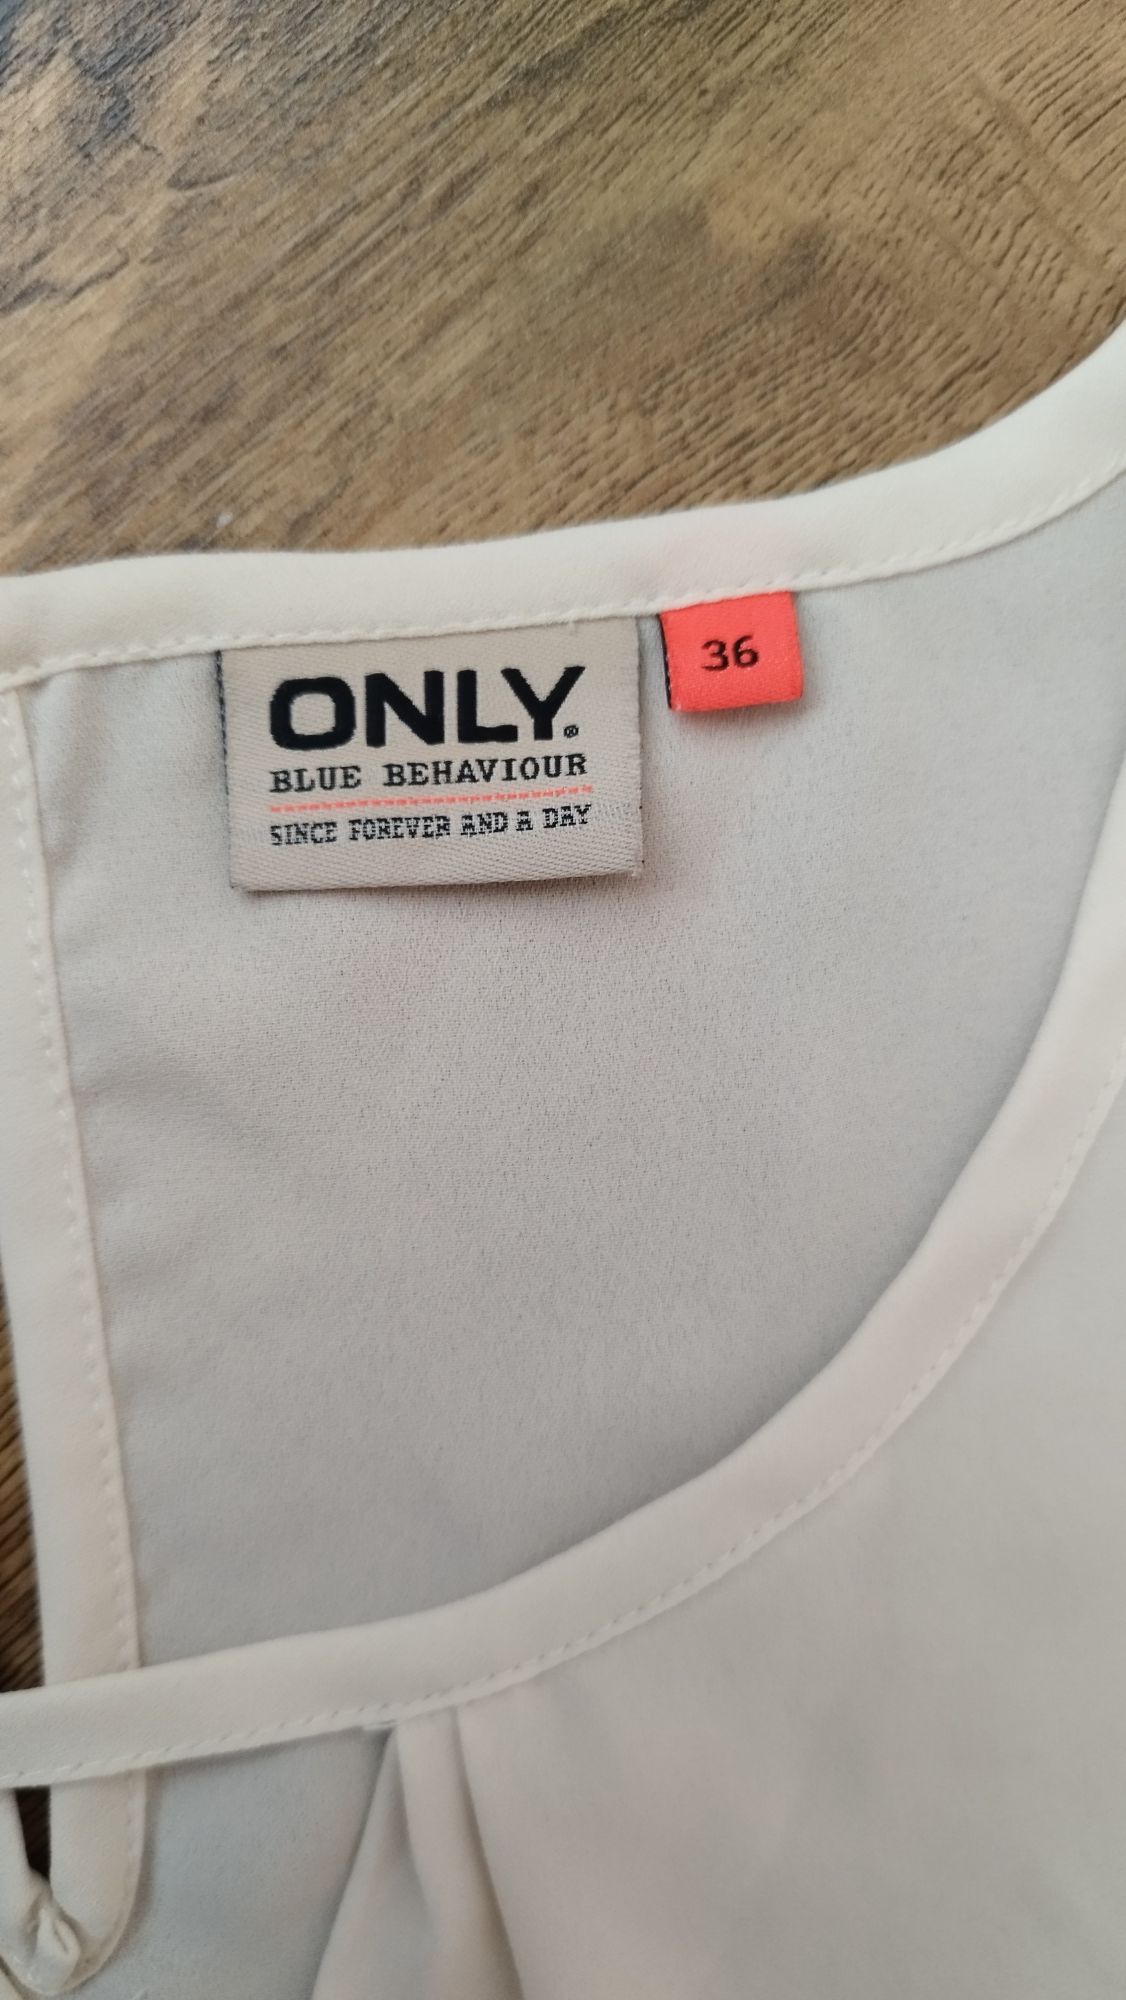 ONLY®
BLUE BEHAVIOUR
SINCE FOREVER AND A DAY
36